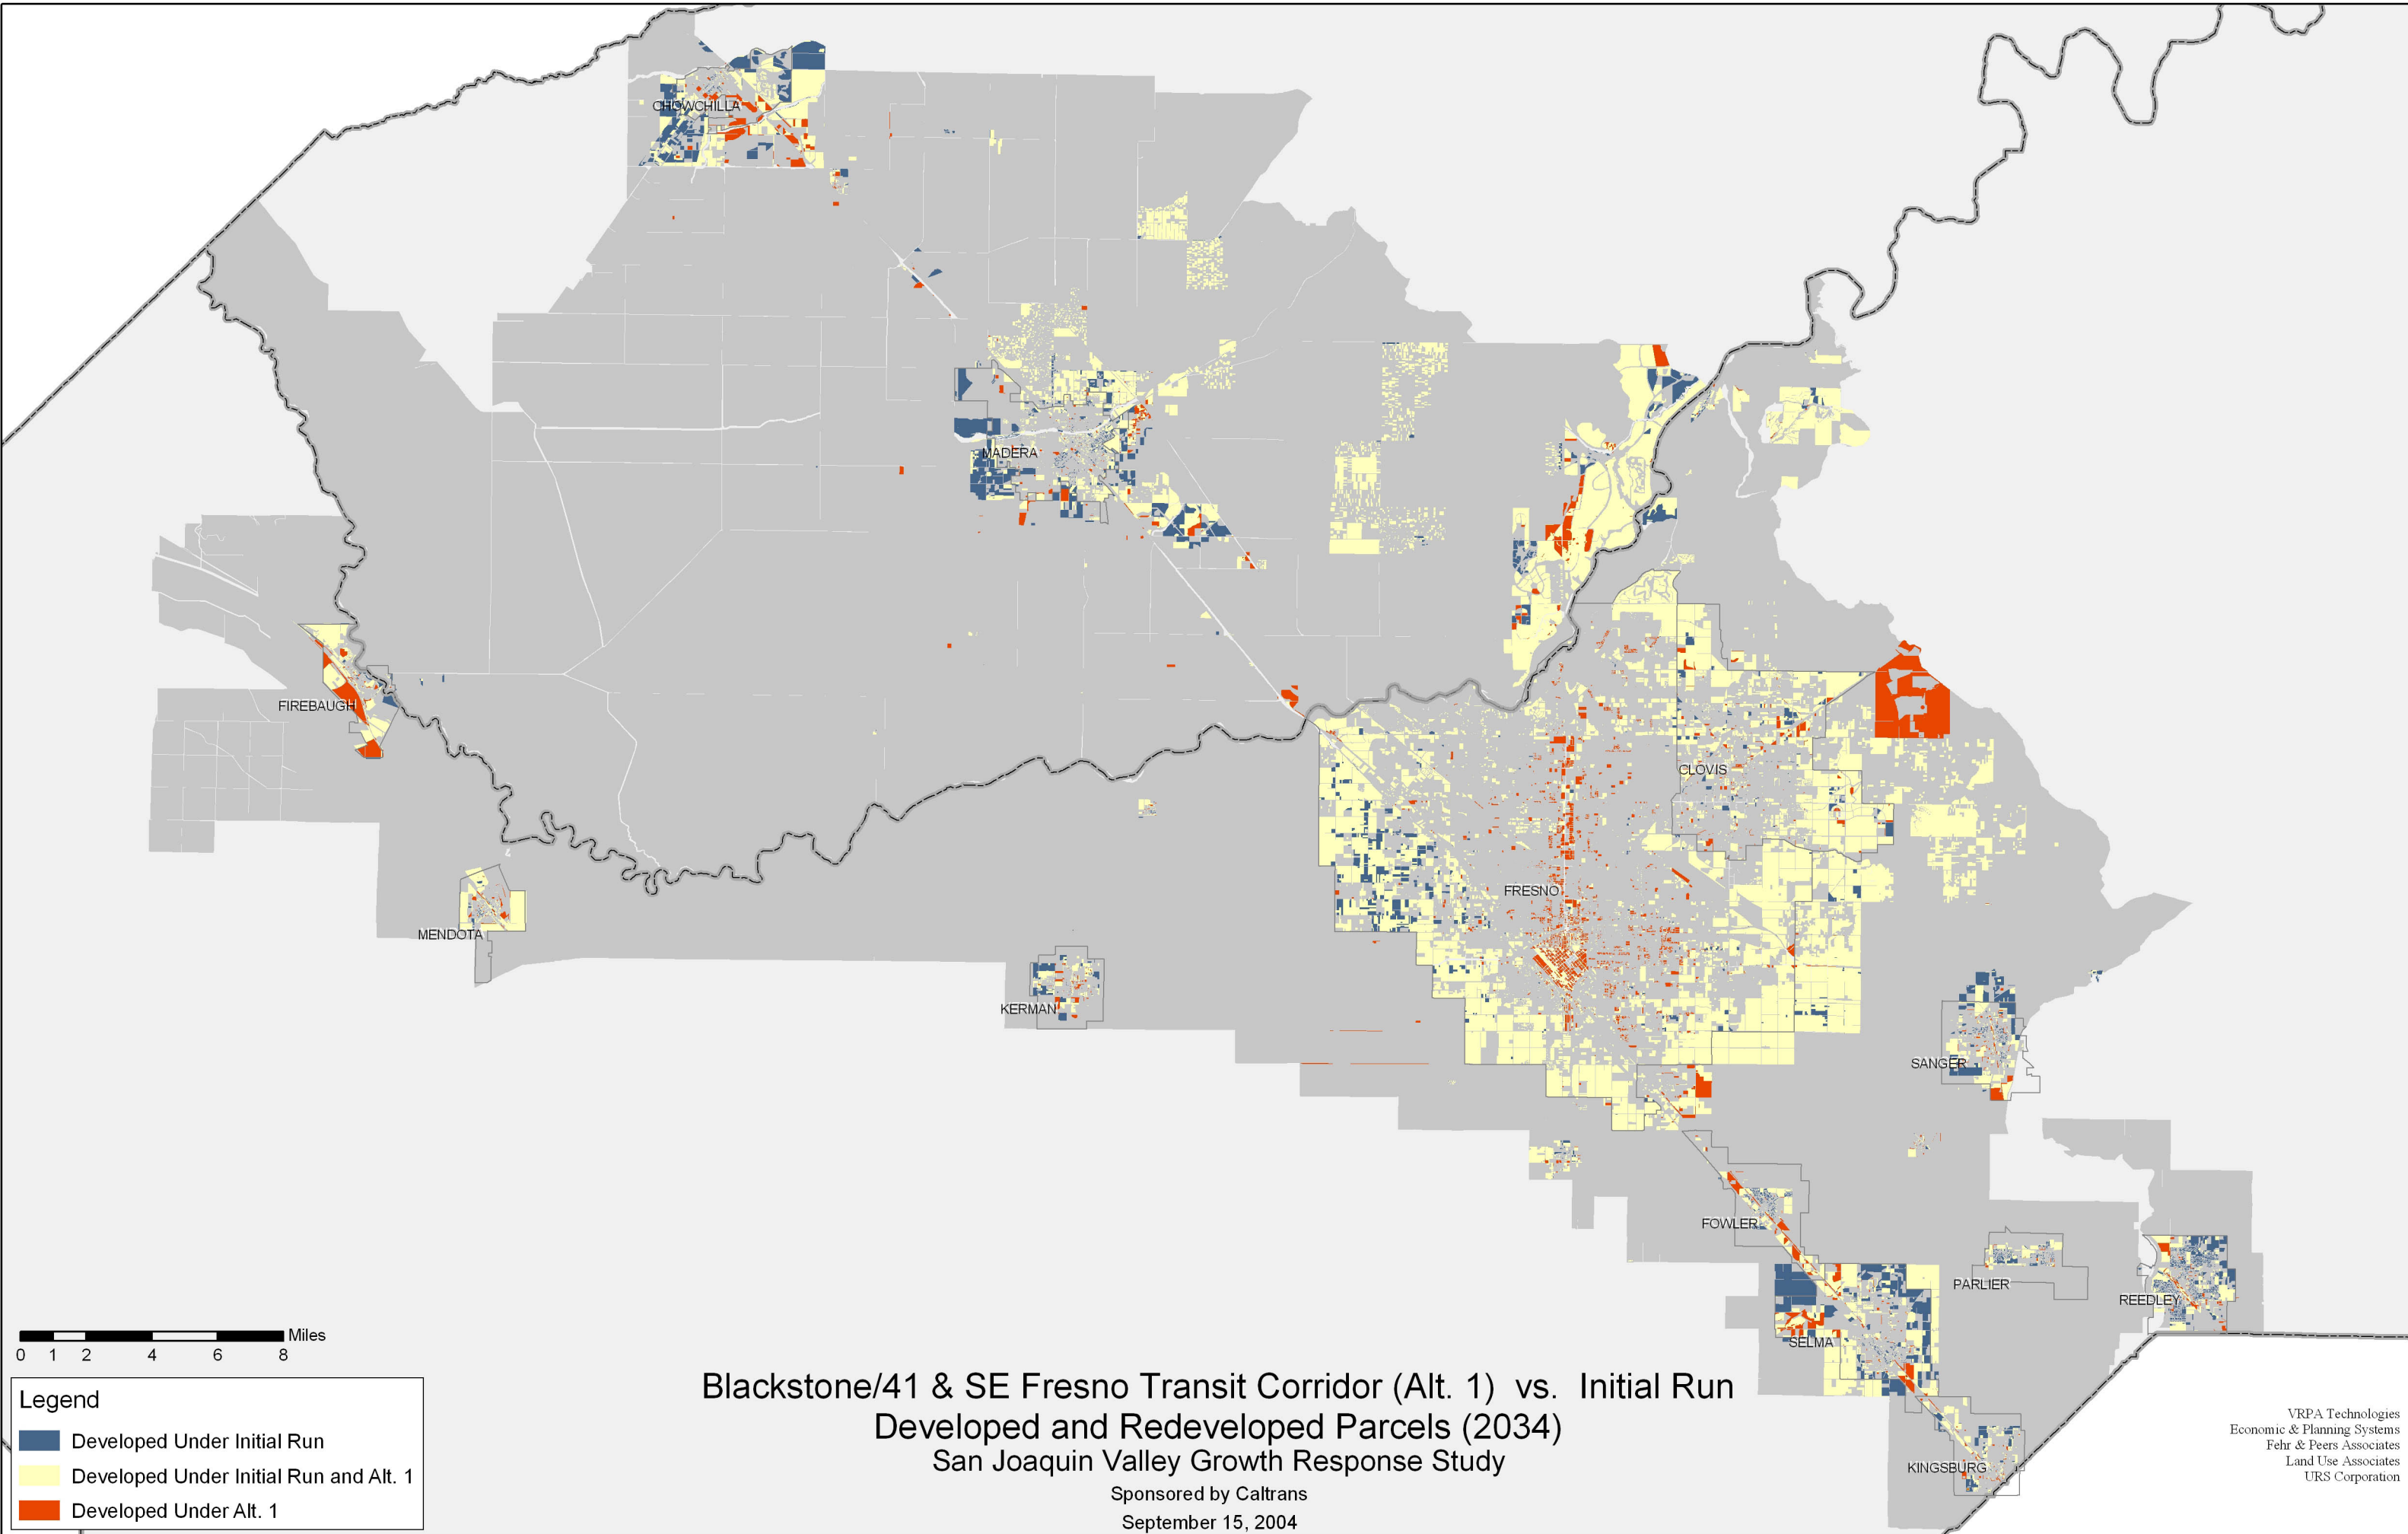 CHOWCHILLA
MADERA
FIREBAUGH
CLOVIS
FRESNO
MENDOTA
KERMAN
SANGER
FOWLER
PARLIER
REEDLEY
SELMA
KINGSBURG
Miles
0 1 2 4 6 8
Legend
Developed Under Initial Run
Developed Under Initial Run and Alt. 1
Developed Under Alt. 1
Blackstone/41 & SE Fresno Transit Corridor (Alt. 1) vs. Initial Run
Developed and Redeveloped Parcels (2034)
San Joaquin Valley Growth Response Study
Sponsored by Caltrans
September 15, 2004
VRPA Technologies
Economic & Planning Systems
Fehr & Peers Associates
Land Use Associates
URS Corporation